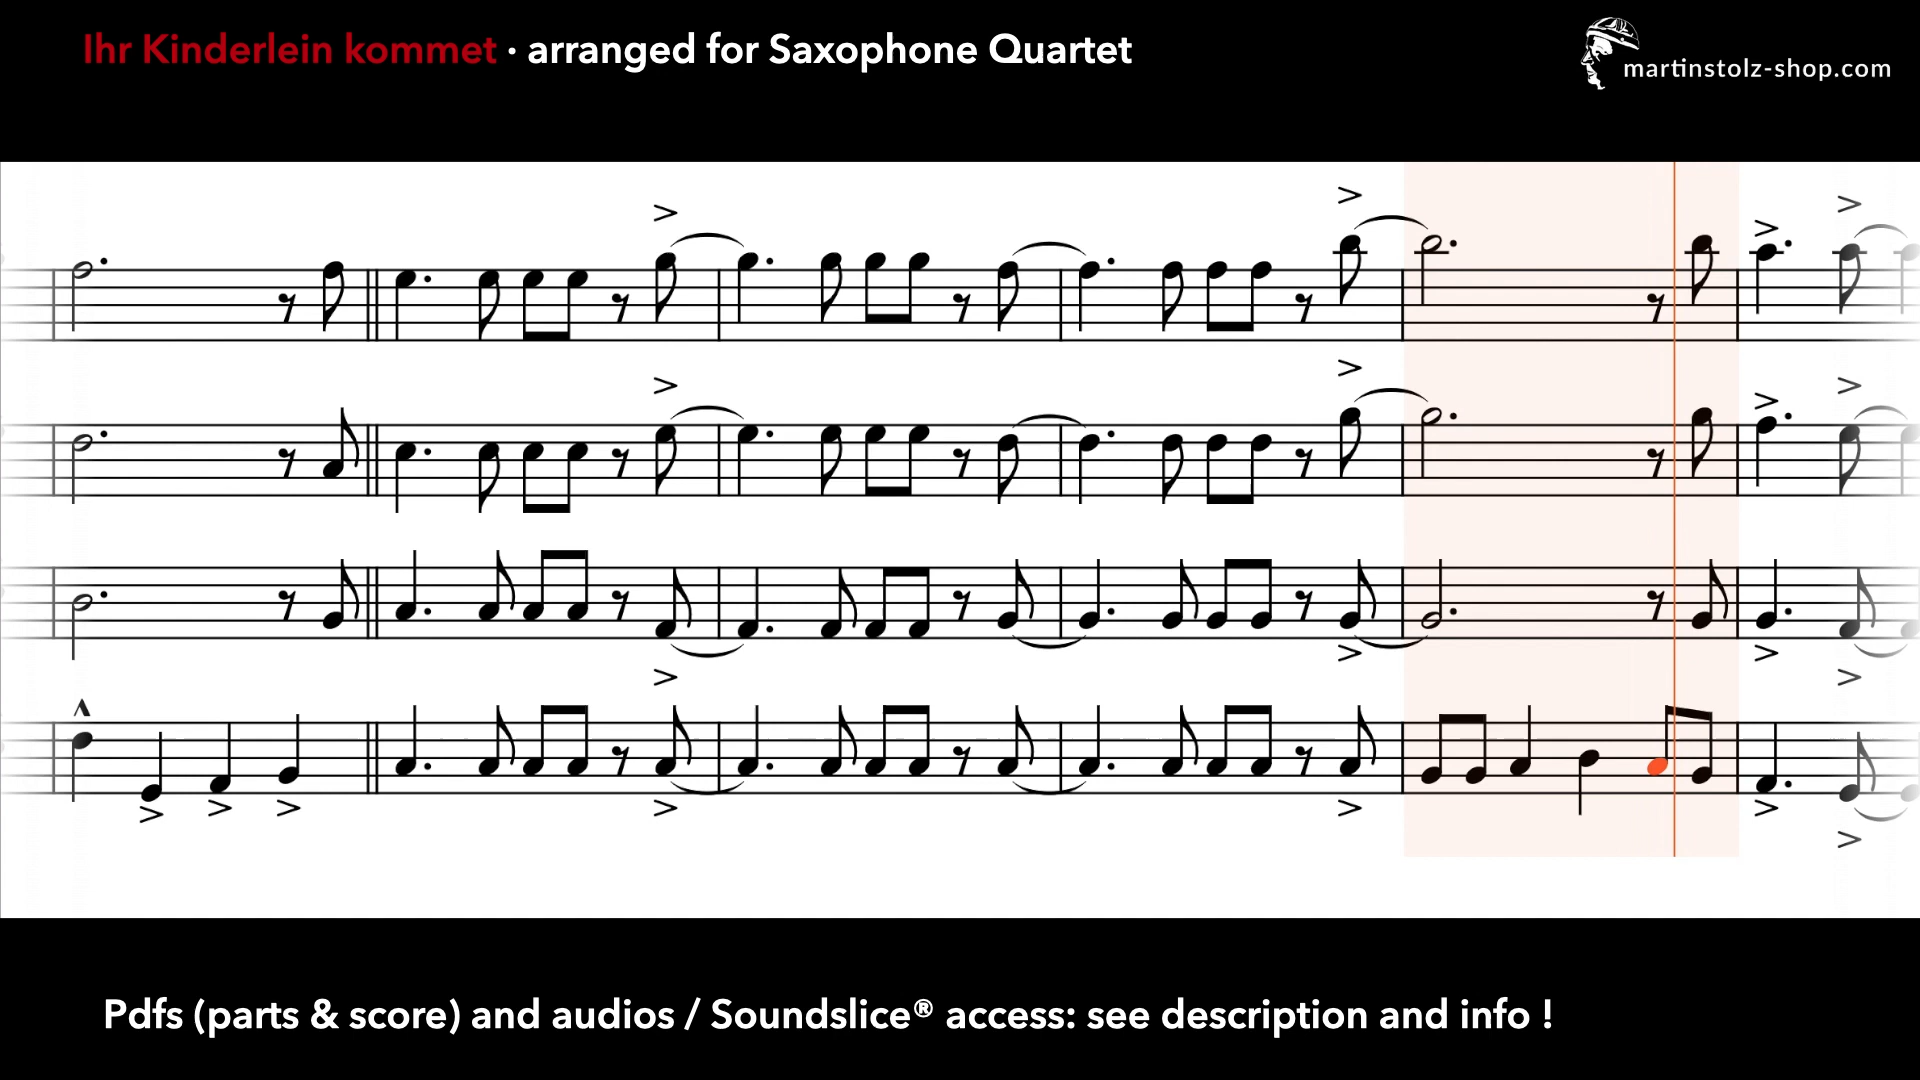 Ihr Kinderlein kommet · arranged for Saxophone Quartet
martinstolz-shop.com
Pdfs (parts & score) and audios / Soundslice® access: see description and info !